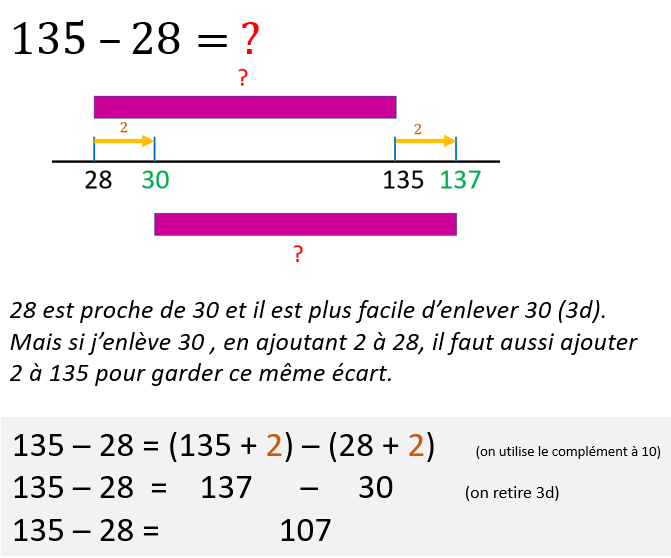 135 – 28 = ?
?
2 2
28 30 135 137
?
28 est proche de 30 et il est plus facile d’enlever 30 (3d).
Mais si j’enlève 30 , en ajoutant 2 à 28, il faut aussi ajouter
2 à 135 pour garder ce même écart.
135 – 28 = (135 + 2) – (28 + 2) (on utilise le complément à 10)
135 – 28 = 137 – 30 (on retire 3d)
135 – 28 = 107